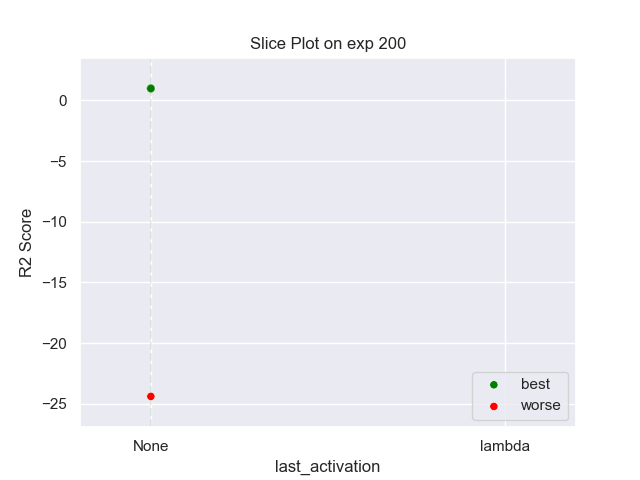 Slice Plot on exp 200
R2 Score
0
−5
−10
−15
−20
−25
best
worse
None
lambda
last_activation